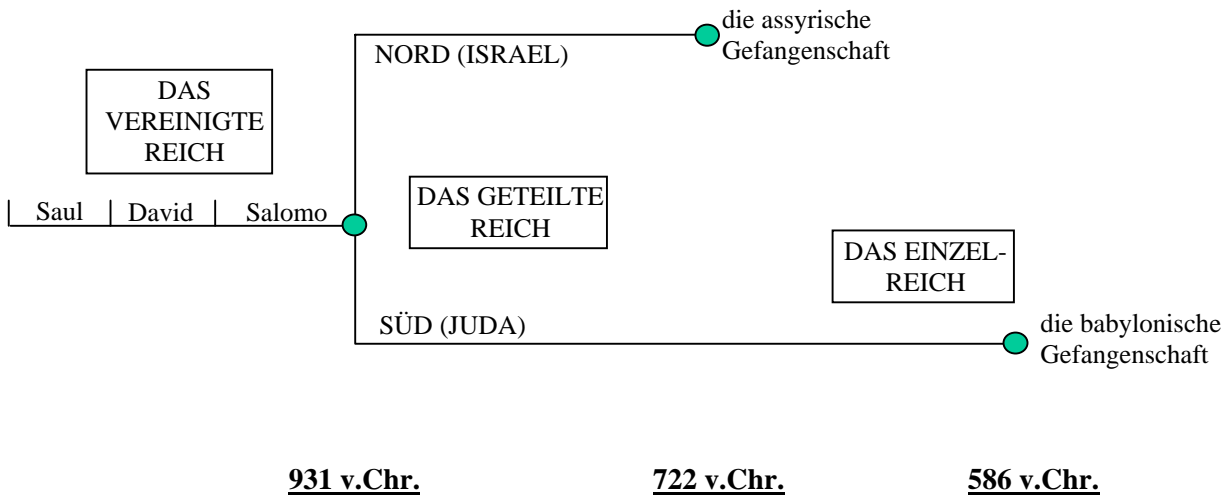 die assyrische
Gefangenschaft
NORD (ISRAEL)
DAS
VEREINIGTE
REICH
Saul David Salomo
DAS GETEILTE
REICH
DAS EINZEL-
REICH
SÜD (JUDA)
die babylonische
Gefangenschaft
931 v.Chr. 722 v.Chr. 586 v.Chr.